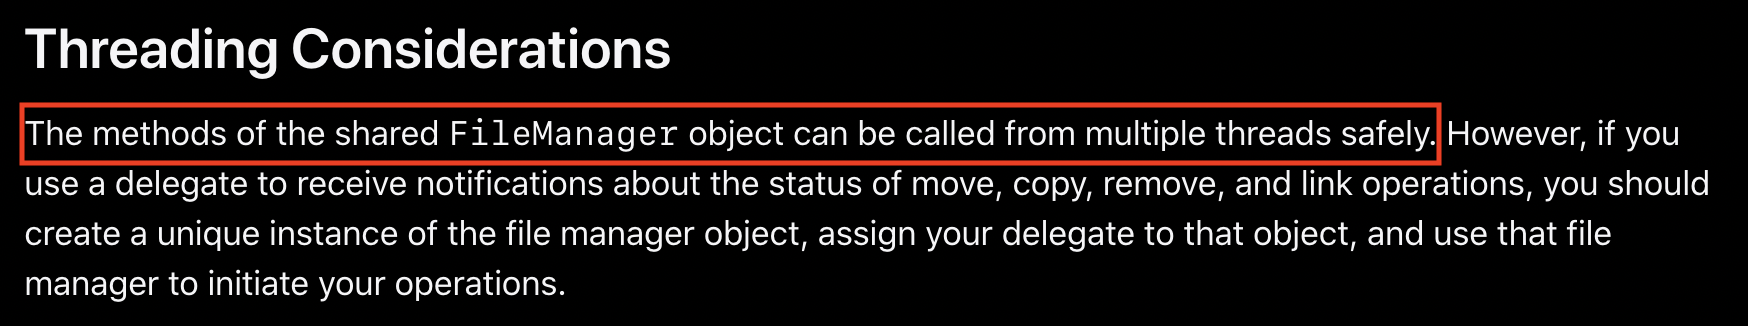 Threading Considerations
The methods of the shared FileManager object can be called from multiple threads safely. However, if you
use a delegate to receive notifications about the status of move, copy, remove, and link operations, you should
create a unique instance of the file manager object, assign your delegate to that object, and use that file
manager to initiate your operations.